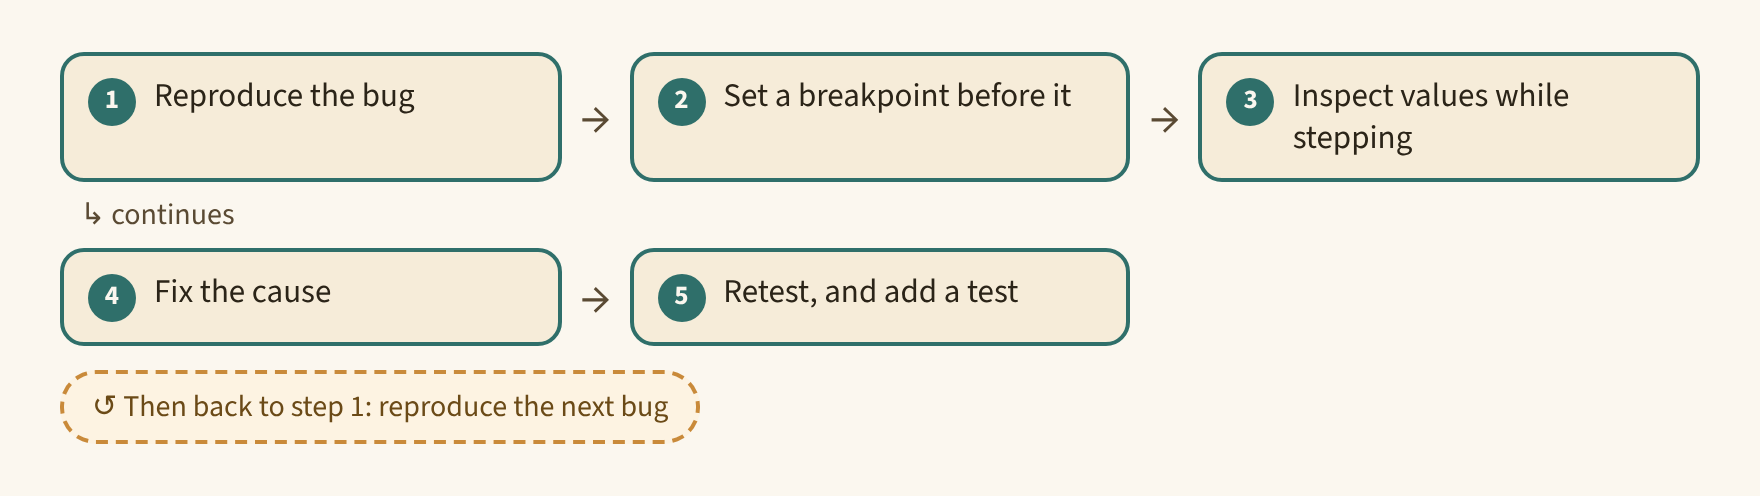 1 Reproduce the bug
→
2 Set a breakpoint before it
→
3 Inspect values while
stepping
↳ continues
4 Fix the cause
→
5 Retest, and add a test
↺ Then back to step 1: reproduce the next bug